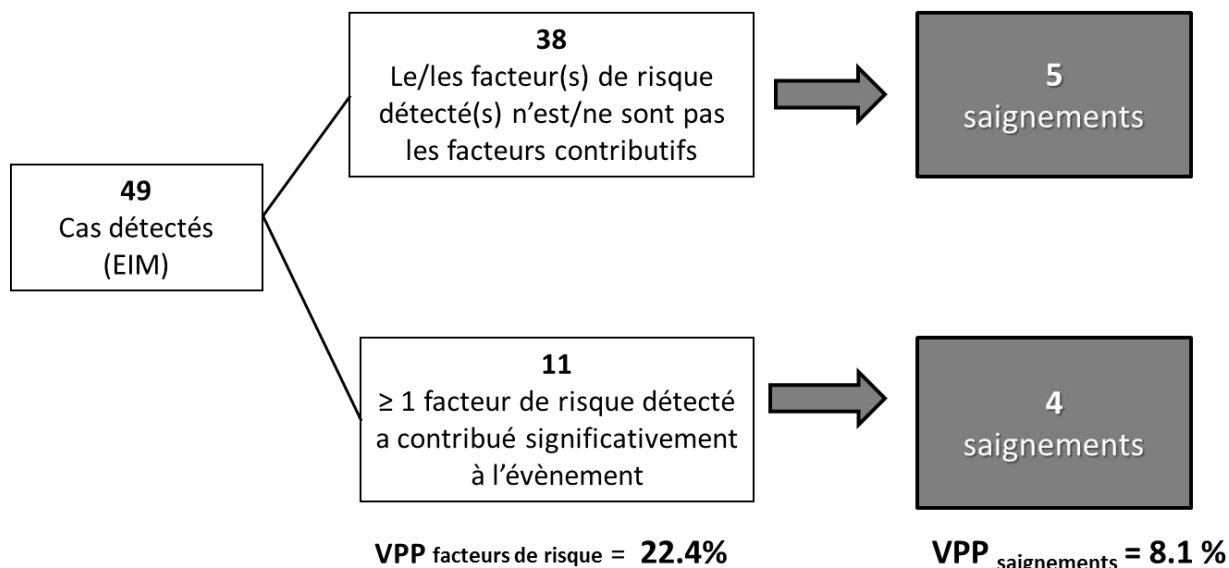 49
Cas détectés
(EIM)
38
Le/les facteur(s) de risque
détecté(s) n’est/ne sont pas
les facteurs contributifs
5
saignements
11
≥ 1 facteur de risque détecté
a contribué significativement
à l’évènement
4
saignements
VPP facteurs de risque = 22.4%
VPP saignements = 8.1 %